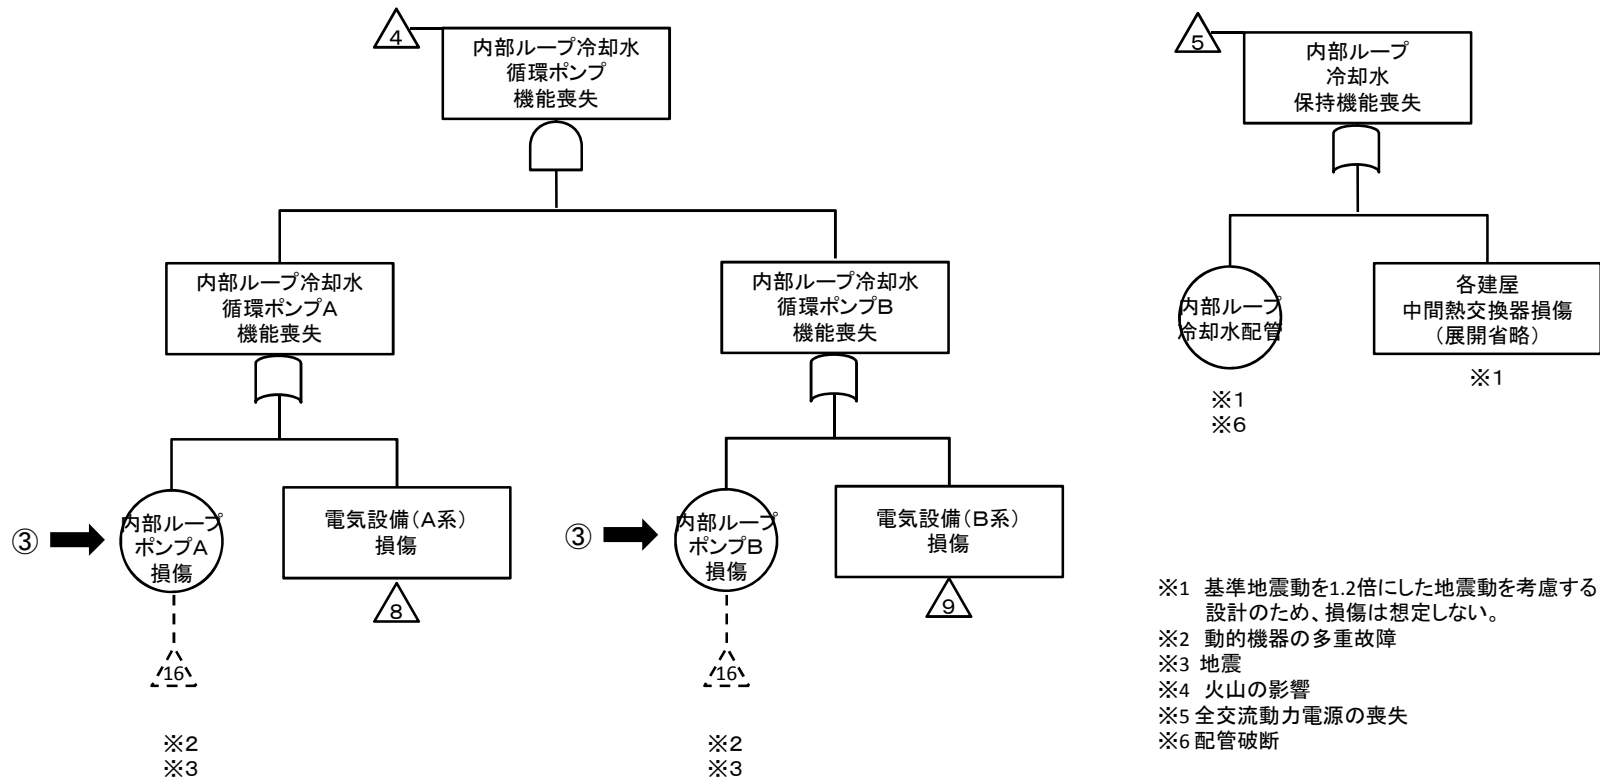 4
内部ループ冷却水
循環ポンプ
機能喪失
内部ループ冷却水
循環ポンプA
機能喪失
内部ループ冷却水
循環ポンプB
機能喪失
③
内部ループ
ポンプA
損傷
電気設備(A系)
損傷
8
16
※2
※3
③
内部ループ
ポンプB
損傷
電気設備(B系)
損傷
9
16
※2
※3
5
内部ループ
冷却水
保持機能喪失
内部ループ
冷却水配管
※1
※6
各建屋
中間熱交換器損傷
(展開省略)
※1
※1 基準地震動を1.2倍にした地震動を考慮する
設計のため、損傷は想定しない。
※2 動的機器の多重故障
※3 地震
※4 火山の影響
※5 全交流動力電源の喪失
※6 配管破断